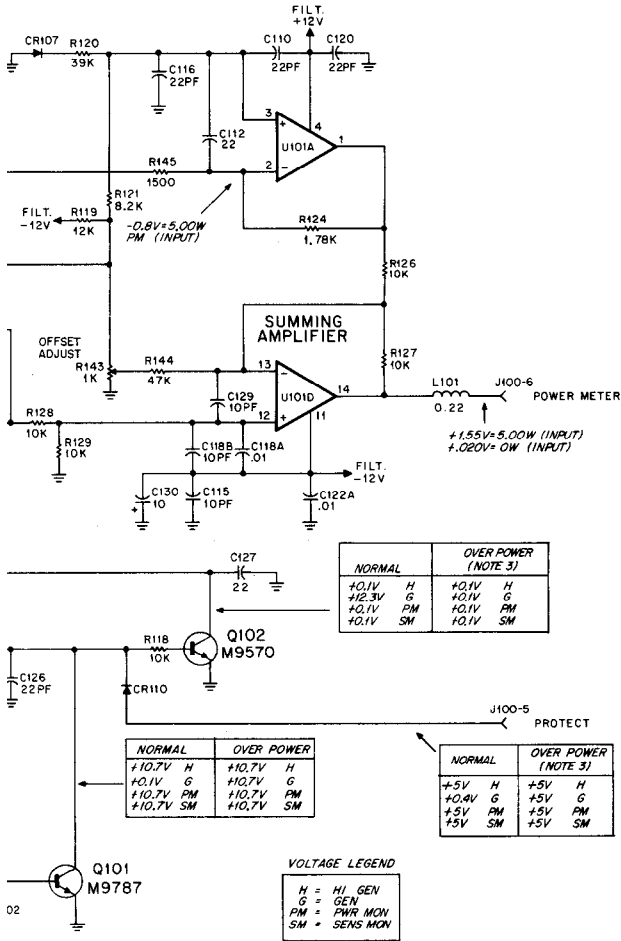 FILT.
+12V
CR107
R120
39K
C110
22PF
C120
22PF
C116
22PF
C112
22
3
+
4
U101A
1
2
−
R145
1500
R121
8.2K
FILT.
-12V
R119
12K
-0.8V=5.00W
PM (INPUT)
R124
1.78K
R126
10K
SUMMING
AMPLIFIER
OFFSET
ADJUST
R143
1K
R144
47K
13
−
U101D
14
R127
10K
L101
0.22
J100-6
POWER METER
C129
10PF
12
+
11
+1.55V=5.00W (INPUT)
+.020V=0W (INPUT)
R128
10K
R129
10K
C118B
10PF
C118A
.01
FILT.
-12V
C130
10
+
C115
10PF
C122A
.01
C127
22
NORMAL
OVER POWER
(NOTE 3)
+0.1V H +0.1V H
+12.3V G +0.1V G
+0.1V PM +0.1V PM
+0.1V SM +0.1V SM
R118
10K
Q102
M9570
C126
22PF
CR110
J100-5
PROTECT
NORMAL OVER POWER
+10.7V H +10.7V H
+0.1V G +10.7V G
+10.7V PM +10.7V PM
+10.7V SM +10.7V SM
NORMAL
OVER POWER
(NOTE 3)
+5V H +5V H
+0.4V G +5V G
+5V PM +5V PM
+5V SM +5V SM
Q101
M9787
02
VOLTAGE LEGEND
H = HI GEN
G = GEN
PM = PWR MON
SM = SENS MON